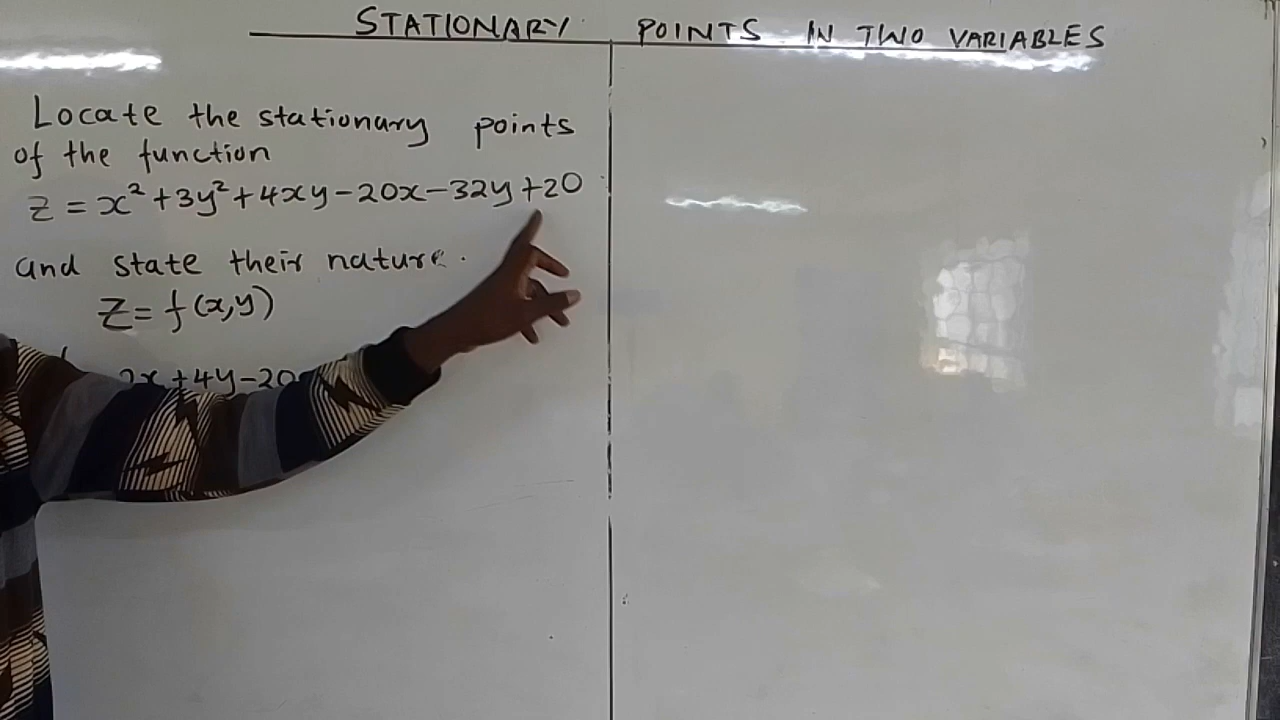 STATIONARY POINTS IN TWO VARIABLES
Locate the stationary points
of the function
z = x² + 3y² + 4xy - 20x - 32y + 20
and state their nature.
Z = f(x,y)
2x + 4y - 20